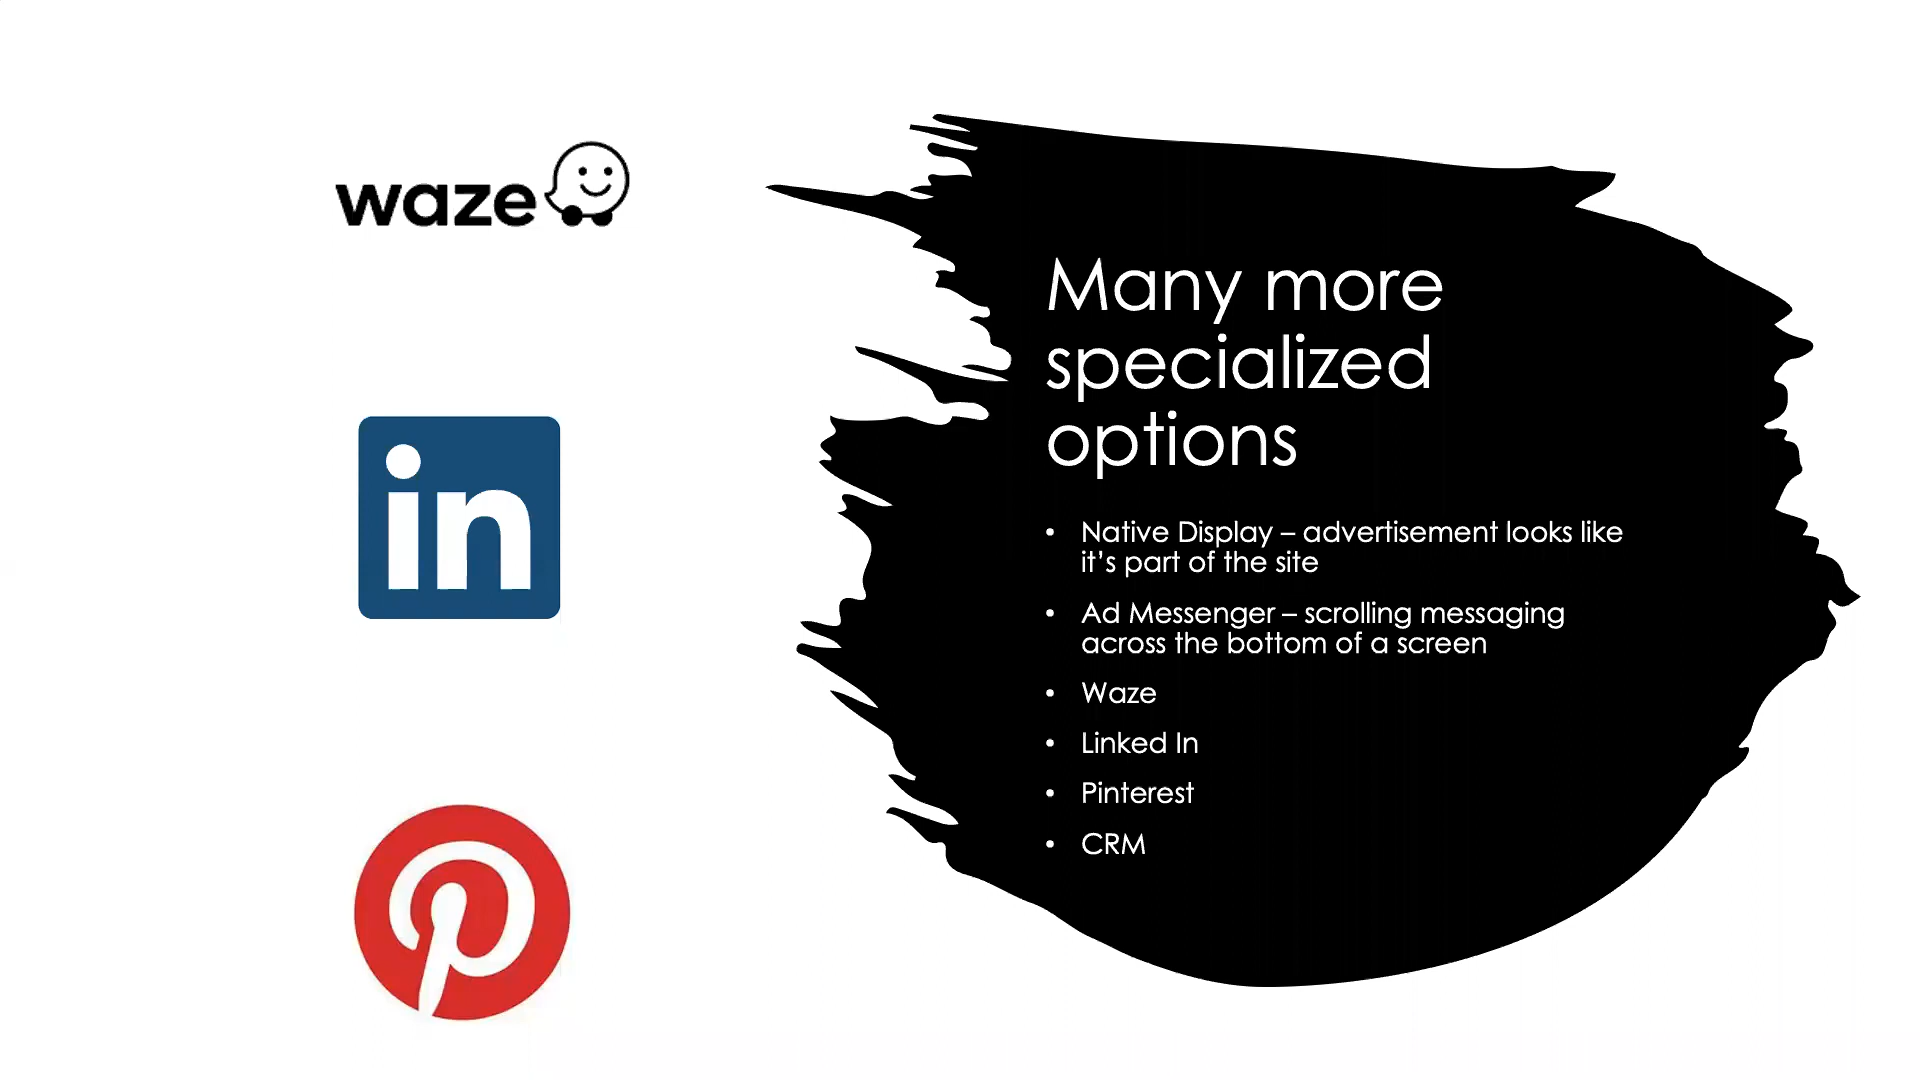 waze
in
Many more
specialized
options
• Native Display – advertisement looks like
it's part of the site
• Ad Messenger – scrolling messaging
across the bottom of a screen
• Waze
• Linked In
• Pinterest
• CRM